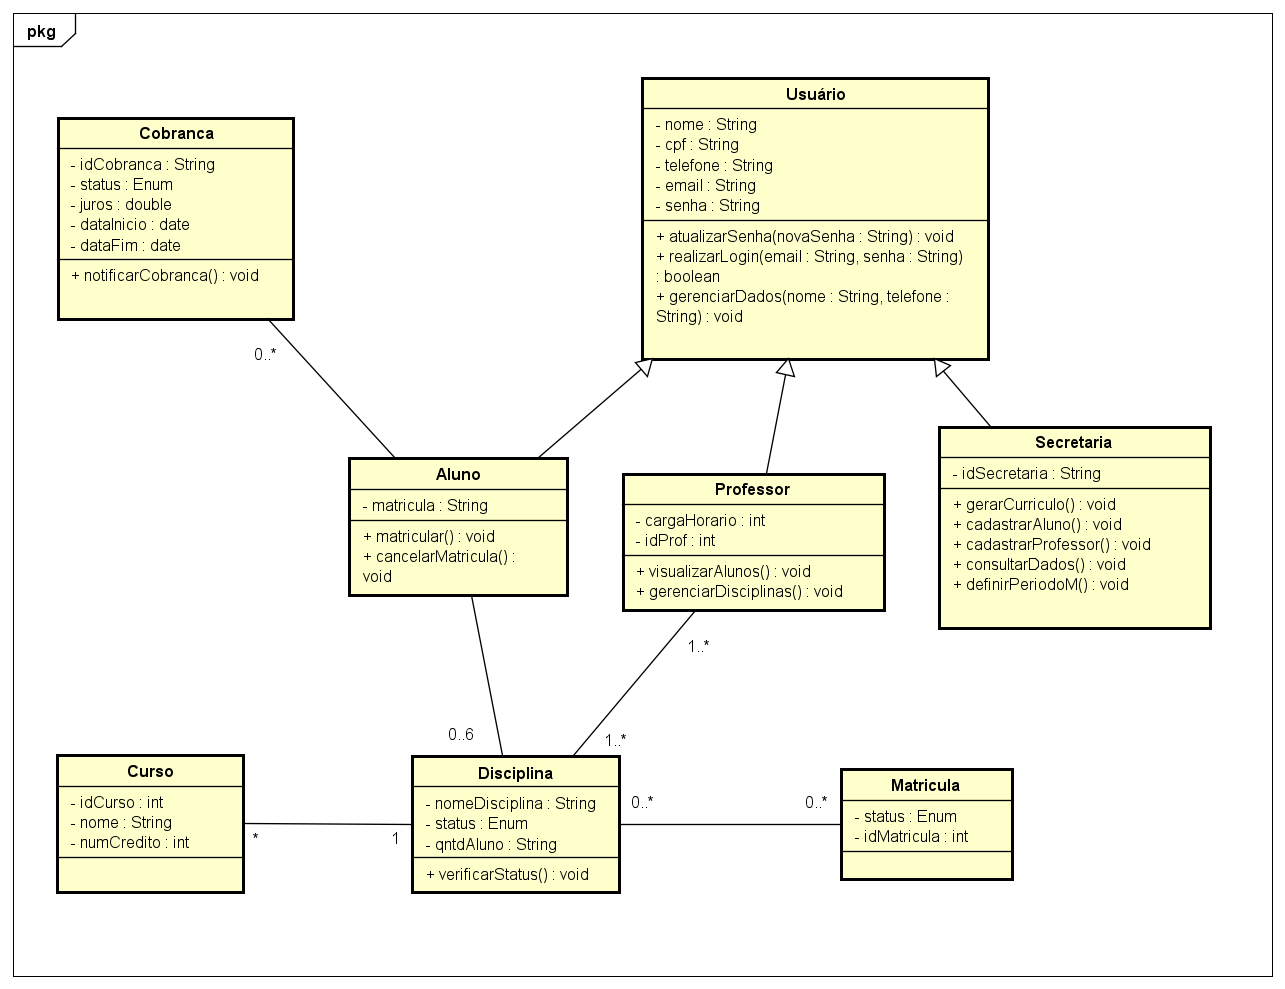 pkg
Usuário
- nome : String
- cpf : String
- telefone : String
- email : String
- senha : String
+ atualizarSenha(novaSenha : String) : void
+ realizarLogin(email : String, senha : String)
: boolean
+ gerenciarDados(nome : String, telefone :
String) : void
Cobranca
- idCobranca : String
- status : Enum
- juros : double
- dataInicio : date
- dataFim : date
+ notificarCobranca() : void
0..*
Aluno
- matricula : String
+ matricular() : void
+ cancelarMatricula() :
void
Professor
- cargaHorario : int
- idProf : int
+ visualizarAlunos() : void
+ gerenciarDisciplinas() : void
Secretaria
- idSecretaria : String
+ gerarCurriculo() : void
+ cadastrarAluno() : void
+ cadastrarProfessor() : void
+ consultarDados() : void
+ definirPeriodoM() : void
1..*
0..6
1..*
Curso
- idCurso : int
- nome : String
- numCredito : int
*
1
Disciplina
- nomeDisciplina : String
- status : Enum
- qntdAluno : String
+ verificarStatus() : void
0..*
0..*
Matricula
- status : Enum
- idMatricula : int